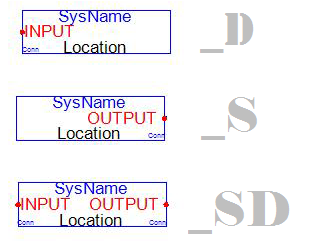 SysName
INPUT
Conn Location
_D
SysName
OUTPUT
Location Conn
_S
SysName
INPUT OUTPUT
Conn Location Conn
_SD